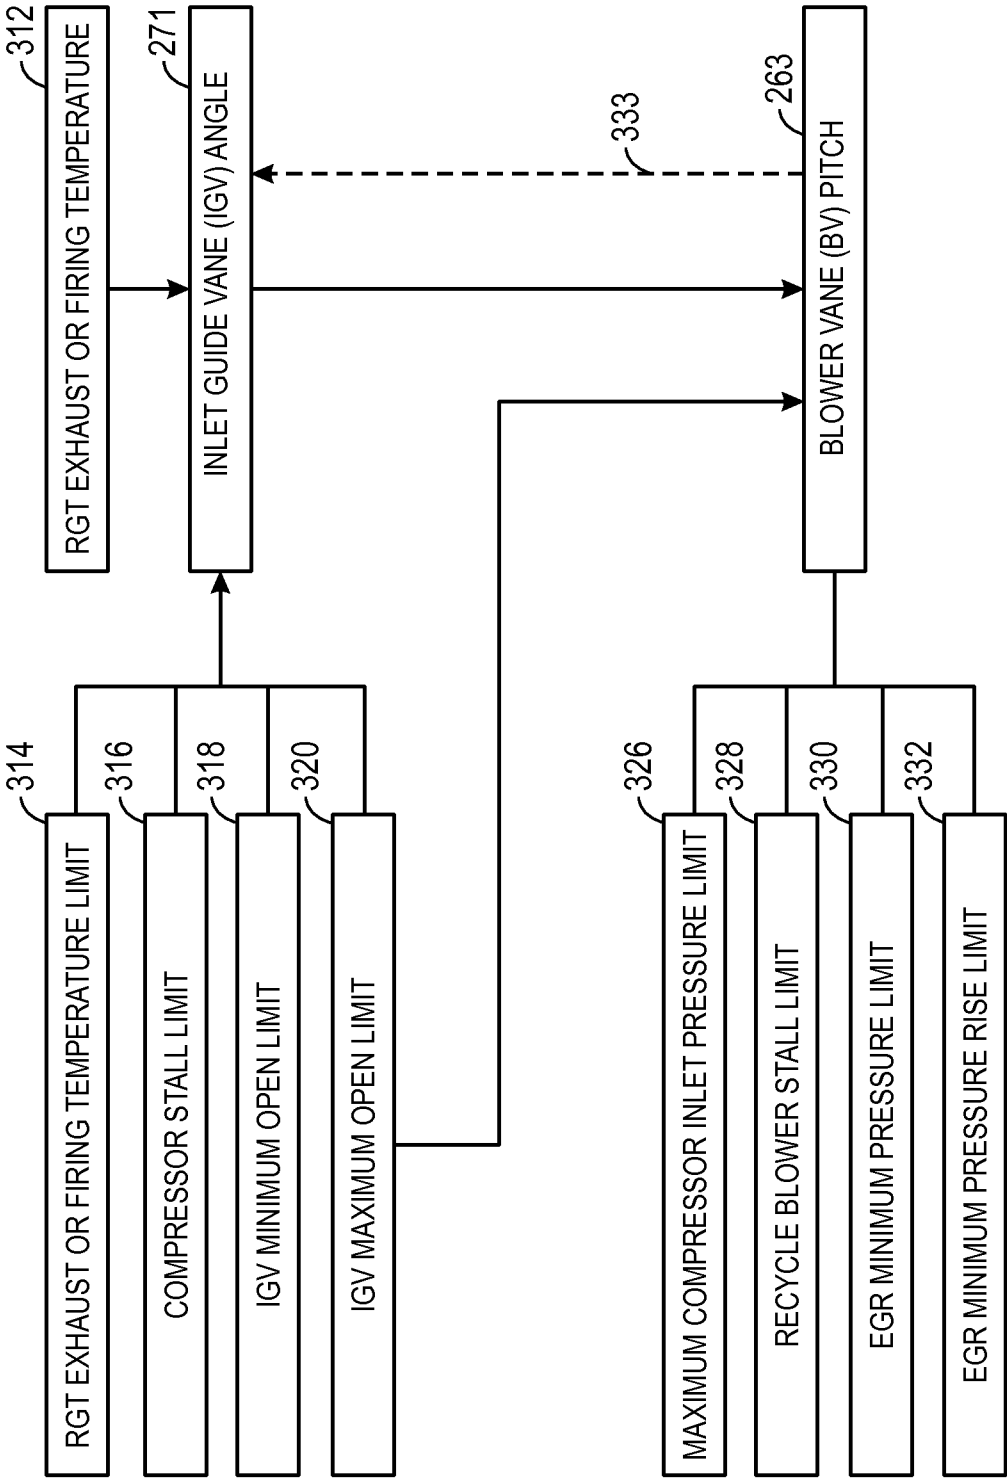 RGT EXHAUST OR FIRING TEMPERATURE
312
INLET GUIDE VANE (IGV) ANGLE
271
333
BLOWER VANE (BV) PITCH
263
RGT EXHAUST OR FIRING TEMPERATURE LIMIT
314
COMPRESSOR STALL LIMIT
316
IGV MINIMUM OPEN LIMIT
318
IGV MAXIMUM OPEN LIMIT
320
MAXIMUM COMPRESSOR INLET PRESSURE LIMIT
326
RECYCLE BLOWER STALL LIMIT
328
EGR MINIMUM PRESSURE LIMIT
330
EGR MINIMUM PRESSURE RISE LIMIT
332